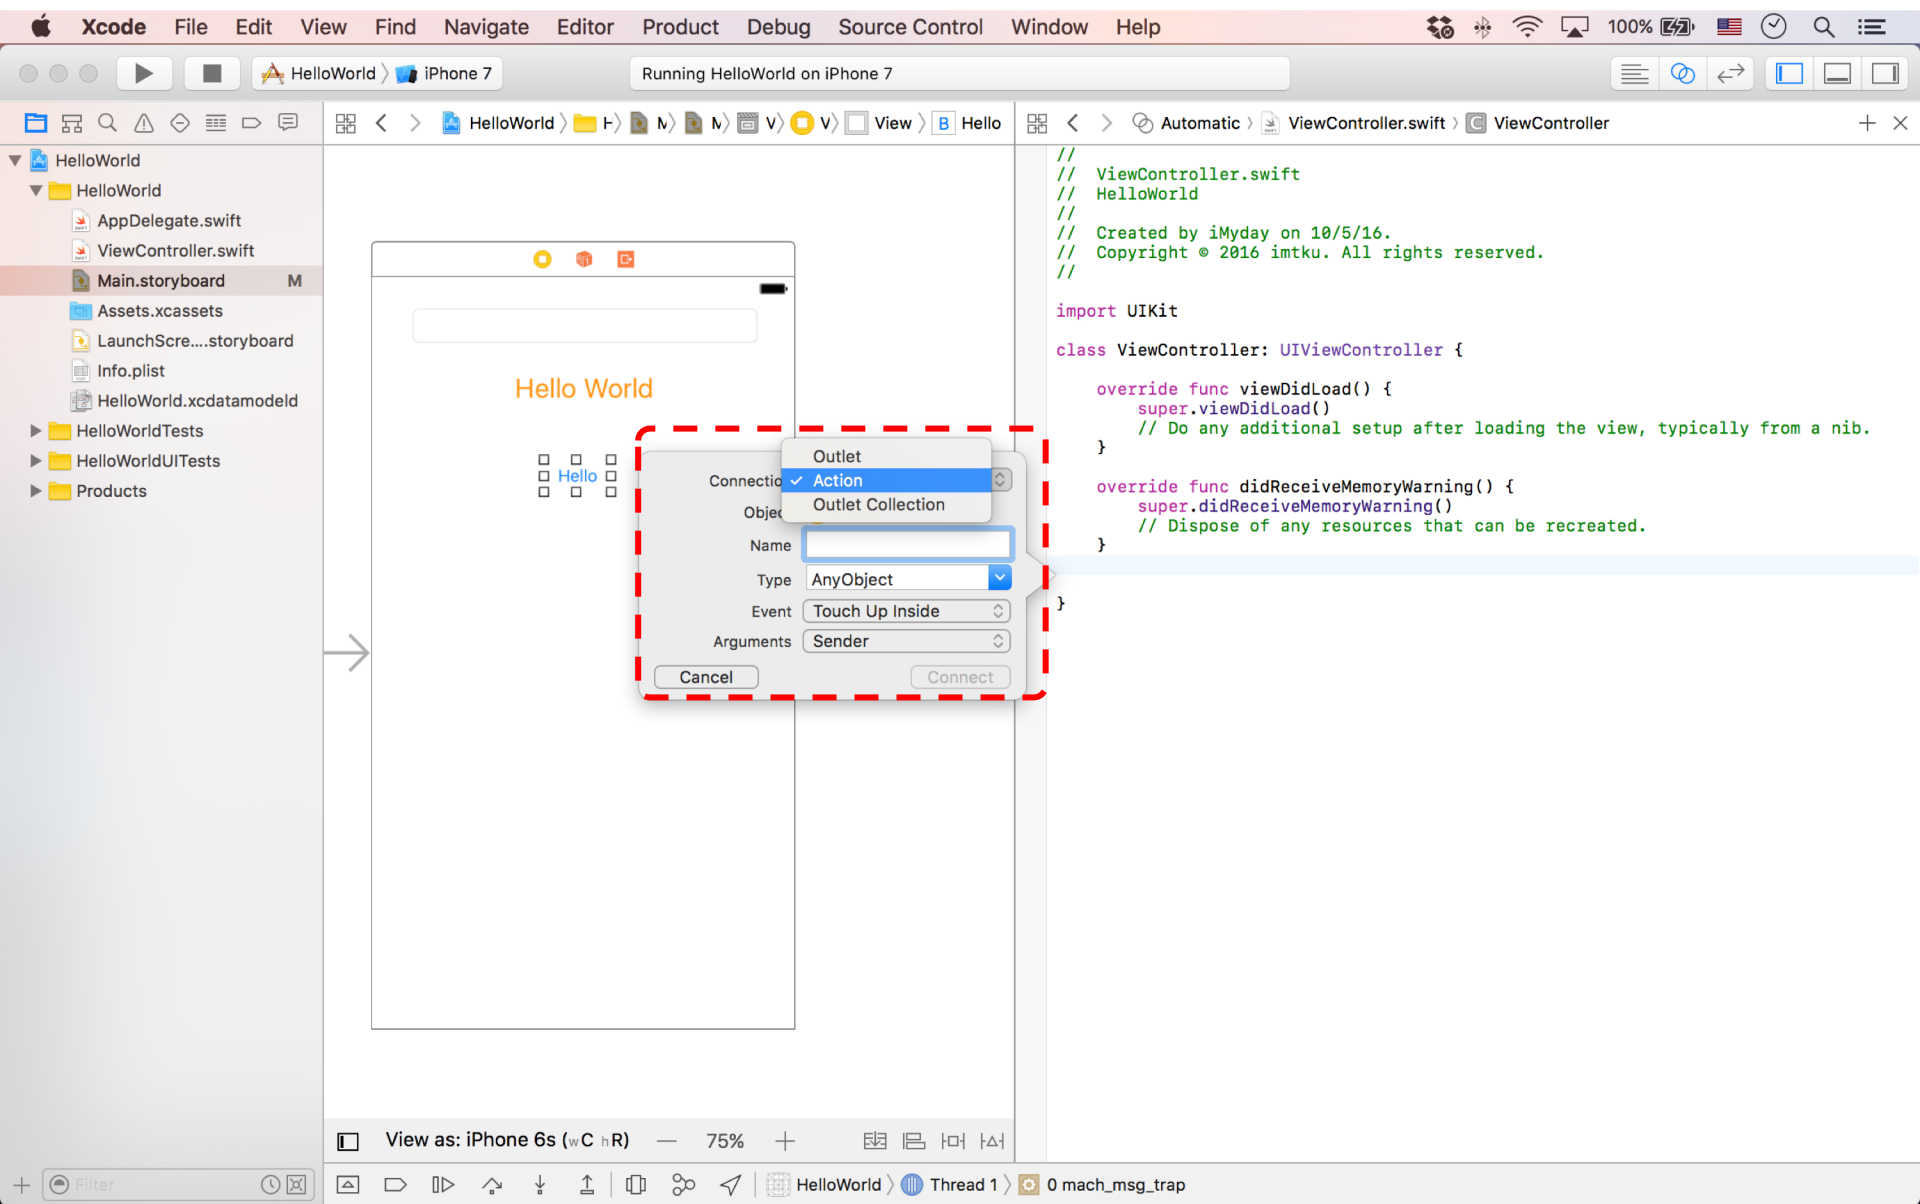 Xcode File Edit View Find Navigate Editor Product Debug Source Control Window Help 100%
HelloWorld iPhone 7 Running HelloWorld on iPhone 7
HelloWorld H M M V V View B Hello
Automatic ViewController.swift C ViewController
HelloWorld
HelloWorld
AppDelegate.swift
ViewController.swift
Main.storyboard M
Assets.xcassets
LaunchScre....storyboard
Info.plist
HelloWorld.xcdatamodeld
HelloWorldTests
HelloWorldUITests
Products
Hello World
Hello
Outlet
Connectio ✓ Action
Outlet Collection
Objec
Name
Type AnyObject
Event Touch Up Inside
Arguments Sender
Cancel Connect
//
// ViewController.swift
// HelloWorld
//
// Created by iMyday on 10/5/16.
// Copyright © 2016 imtku. All rights reserved.
//
import UIKit
class ViewController: UIViewController {
override func viewDidLoad() {
super.viewDidLoad()
// Do any additional setup after loading the view, typically from a nib.
}
override func didReceiveMemoryWarning() {
super.didReceiveMemoryWarning()
// Dispose of any resources that can be recreated.
}
}
View as: iPhone 6s (wC hR) — 75% +
Filter
HelloWorld Thread 1 0 mach_msg_trap